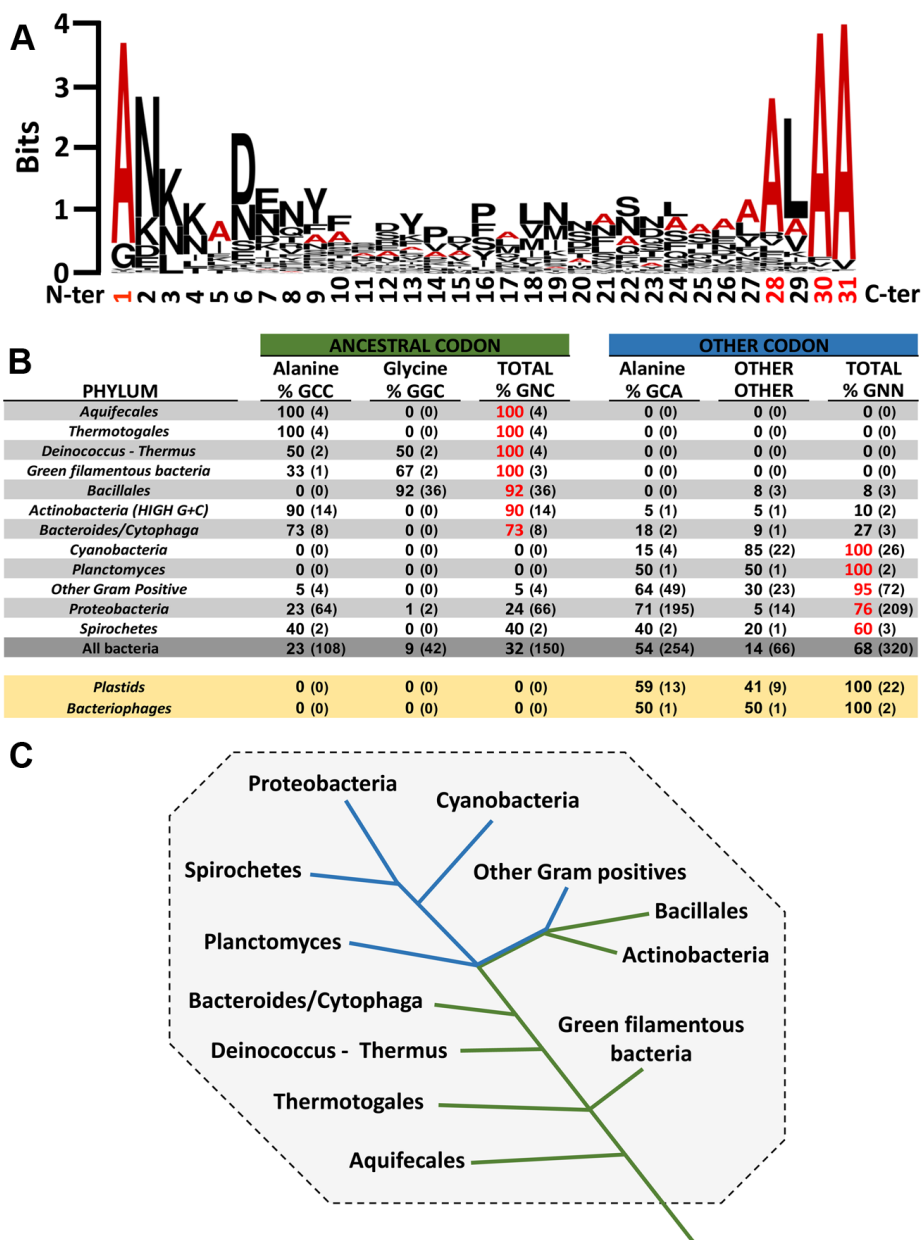 A
Bits
4
3
2
1
0
N-ter 1 2 3 4 5 6 7 8 9 10 11 12 13 14 15 16 17 18 19 20 21 22 23 24 25 26 27 28 29 30 31 C-ter
B
ANCESTRAL CODON OTHER CODON
Alanine Glycine TOTAL Alanine OTHER TOTAL
PHYLUM % GCC % GGC % GNC % GCA OTHER % GNN
Aquifecales 100 (4) 0 (0) 100 (4) 0 (0) 0 (0) 0 (0)
Thermotogales 100 (4) 0 (0) 100 (4) 0 (0) 0 (0) 0 (0)
Deinococcus - Thermus 50 (2) 50 (2) 100 (4) 0 (0) 0 (0) 0 (0)
Green filamentous bacteria 33 (1) 67 (2) 100 (3) 0 (0) 0 (0) 0 (0)
Bacillales 0 (0) 92 (36) 92 (36) 0 (0) 8 (3) 8 (3)
Actinobacteria (HIGH G+C) 90 (14) 0 (0) 90 (14) 5 (1) 5 (1) 10 (2)
Bacteroides/Cytophaga 73 (8) 0 (0) 73 (8) 18 (2) 9 (1) 27 (3)
Cyanobacteria 0 (0) 0 (0) 0 (0) 15 (4) 85 (22) 100 (26)
Planctomyces 0 (0) 0 (0) 0 (0) 50 (1) 50 (1) 100 (2)
Other Gram Positive 5 (4) 0 (0) 5 (4) 64 (49) 30 (23) 95 (72)
Proteobacteria 23 (64) 1 (2) 24 (66) 71 (195) 5 (14) 76 (209)
Spirochetes 40 (2) 0 (0) 40 (2) 40 (2) 20 (1) 60 (3)
All bacteria 23 (108) 9 (42) 32 (150) 54 (254) 14 (66) 68 (320)
Plastids 0 (0) 0 (0) 0 (0) 59 (13) 41 (9) 100 (22)
Bacteriophages 0 (0) 0 (0) 0 (0) 50 (1) 50 (1) 100 (2)
C
Proteobacteria
Cyanobacteria
Spirochetes
Other Gram positives
Bacillales
Planctomyces
Actinobacteria
Bacteroides/Cytophaga
Green filamentous
bacteria
Deinococcus - Thermus
Thermotogales
Aquifecales